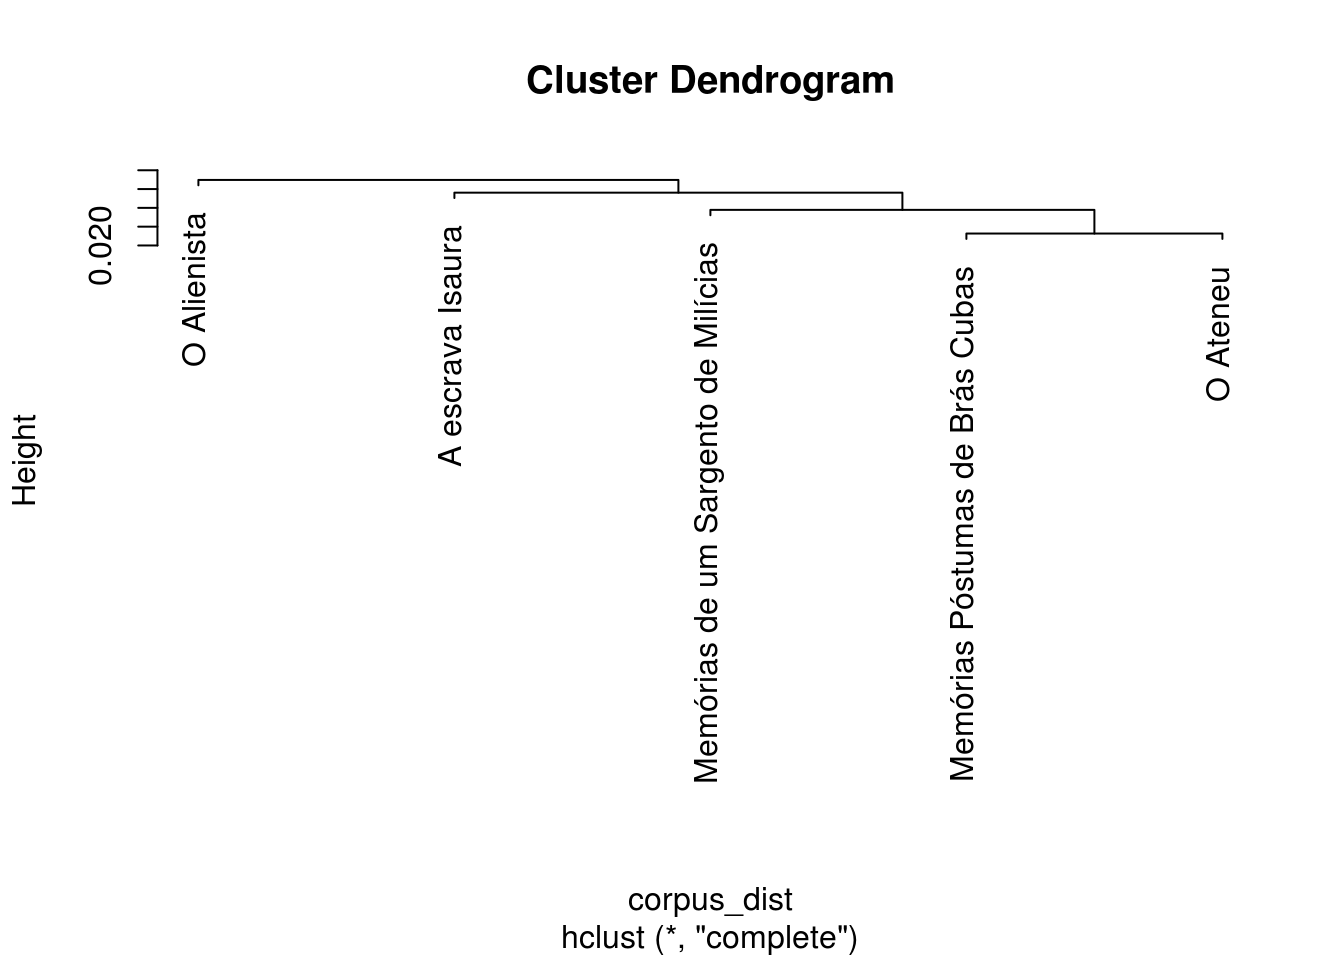 Cluster Dendrogram
0.020
Height
O Alienista
A escrava Isaura
Memórias de um Sargento de Milícias
Memórias Póstumas de Brás Cubas
O Ateneu
corpus_dist
hclust (*, "complete")